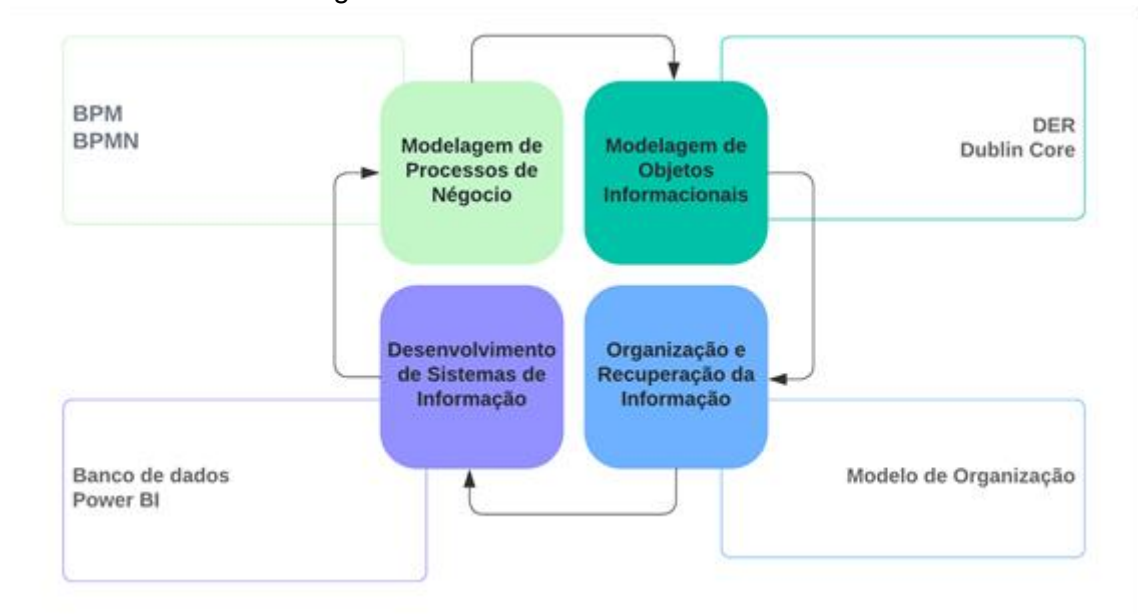 BPM
BPMN
Modelagem de
Processos de
Négocio
Modelagem de
Objetos
Informacionais
DER
Dublin Core
Desenvolvimento
de Sistemas de
Informação
Organização e
Recuperação da
Informação
Banco de dados
Power BI
Modelo de Organização